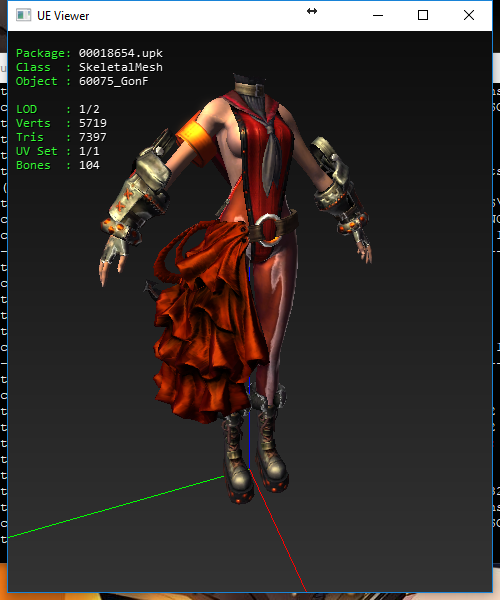 UE Viewer
Package: 00018654.upk
Class : SkeletalMesh
Object : 60075_GonF
LOD : 1/2
Verts : 5719
Tris : 7397
UV Set : 1/1
Bones : 104